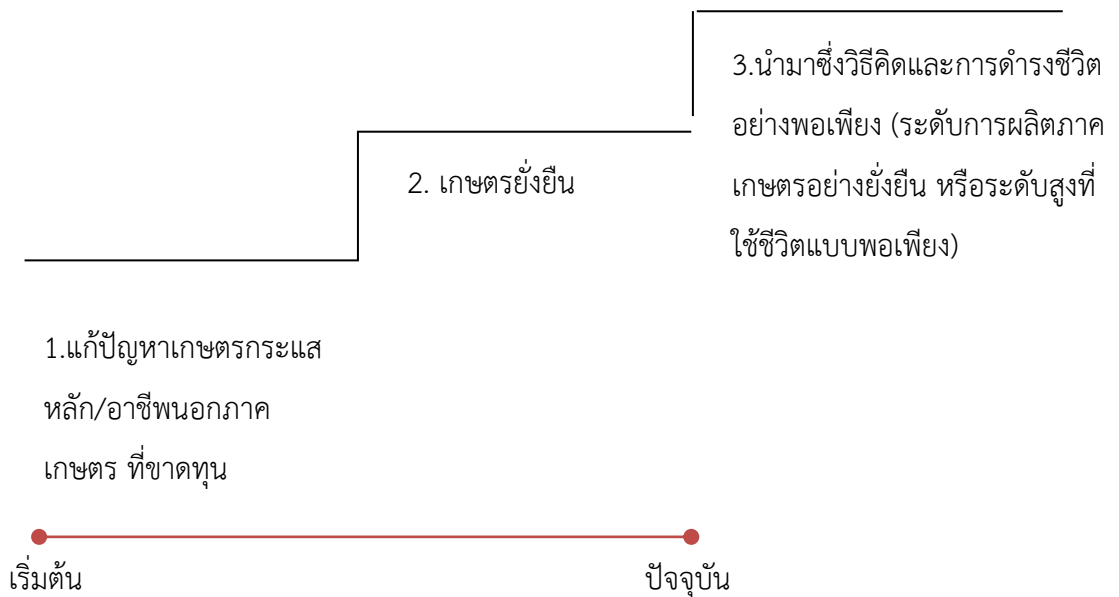 3.นำมาซึ่งวิธีคิดและการดำรงชีวิต
อย่างพอเพียง (ระดับการผลิตภาค
เกษตรอย่างยั่งยืน หรือระดับสูงที่
ใช้ชีวิตแบบพอเพียง)
2. เกษตรยั่งยืน
1.แก้ปัญหาเกษตรกระแส
หลัก/อาชีพนอกภาค
เกษตร ที่ขาดทุน
เริ่มต้น
ปัจจุบัน